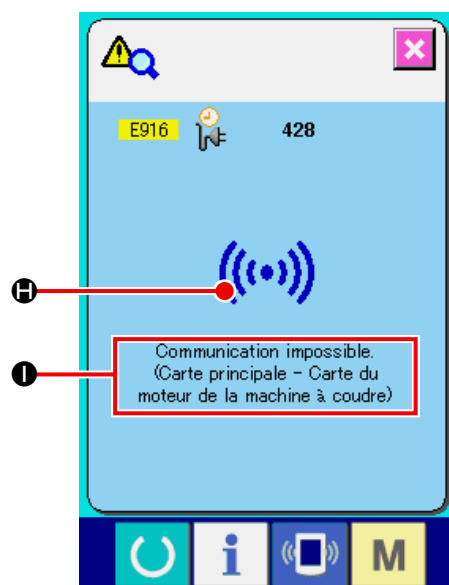 E916 428
H
Communication impossible.
I
(Carte principale - Carte du
moteur de la machine à coudre)
M